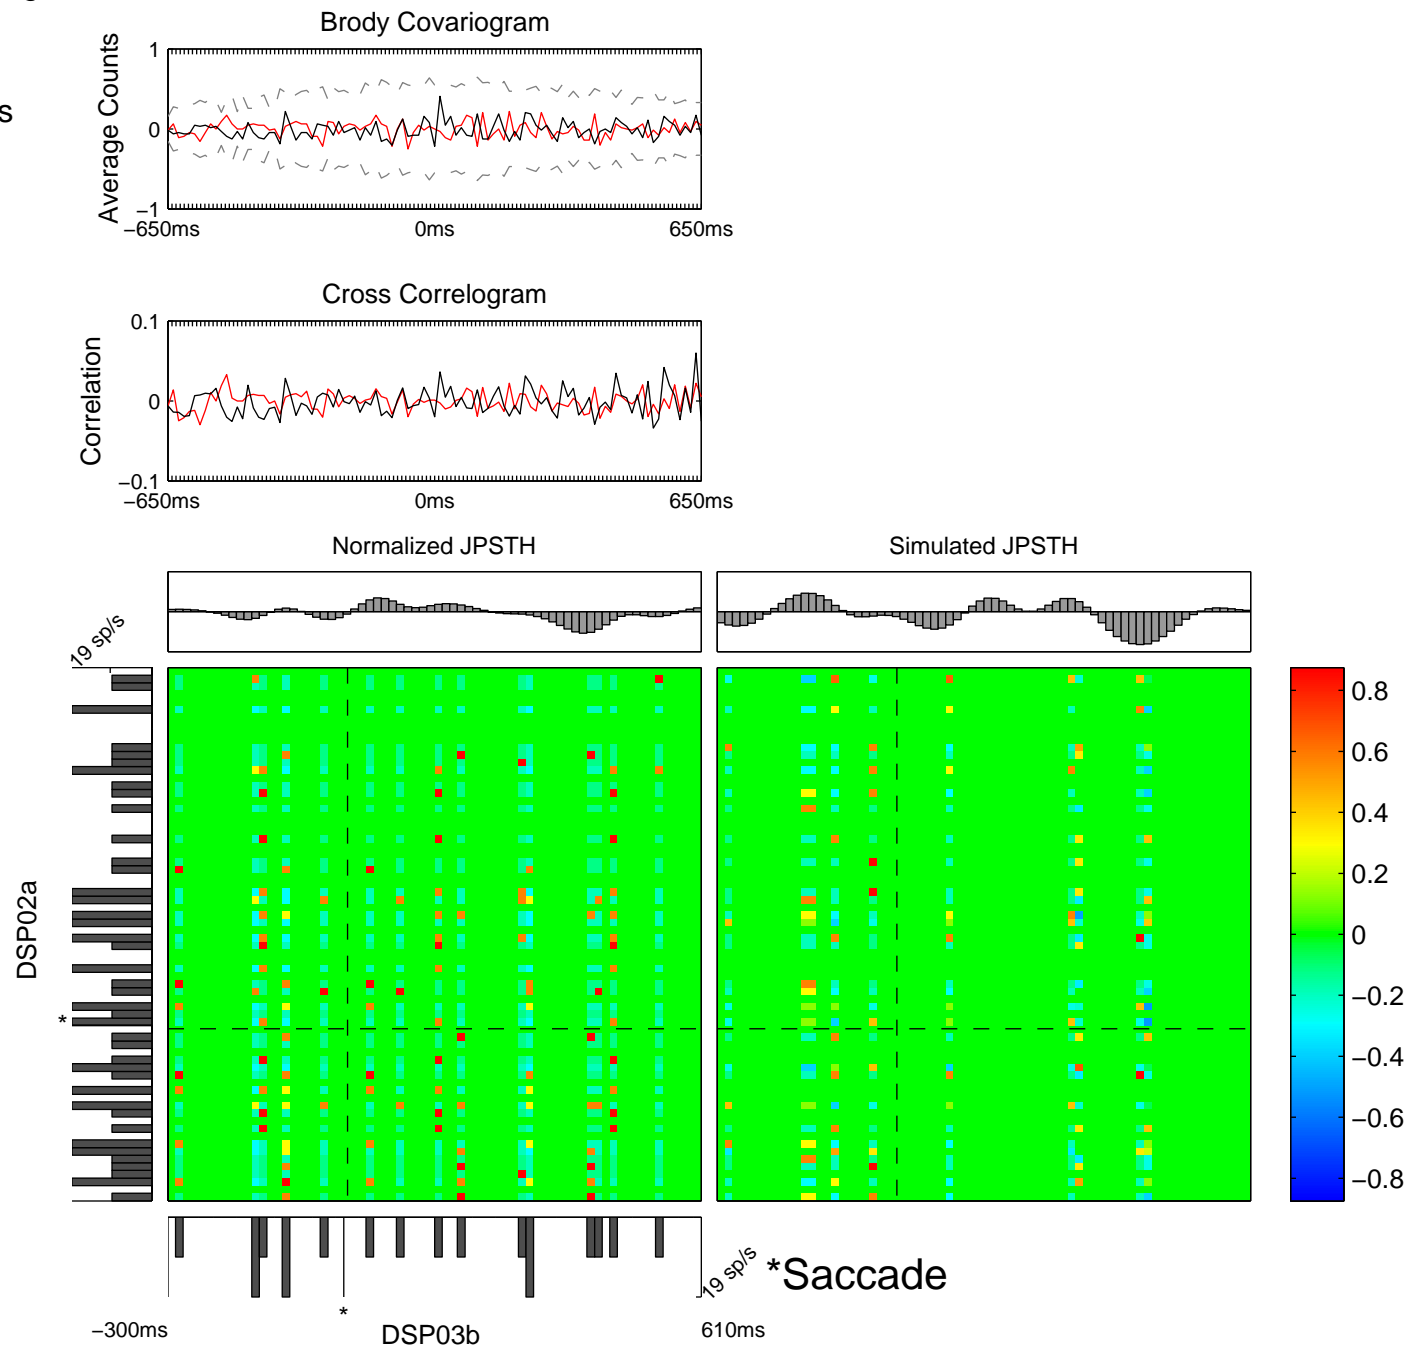 Brody Covariogram
Average Counts
1
0
−1
−650ms 0ms 650ms
s
Cross Correlogram
Correlation
0.1
0
−0.1
−650ms 0ms 650ms
Normalized JPSTH
Simulated JPSTH
19 sp/s
DSP02a
*
0.8
0.6
0.4
0.2
0
−0.2
−0.4
−0.6
−0.8
19 sp/s
*Saccade
*
−300ms DSP03b 610ms